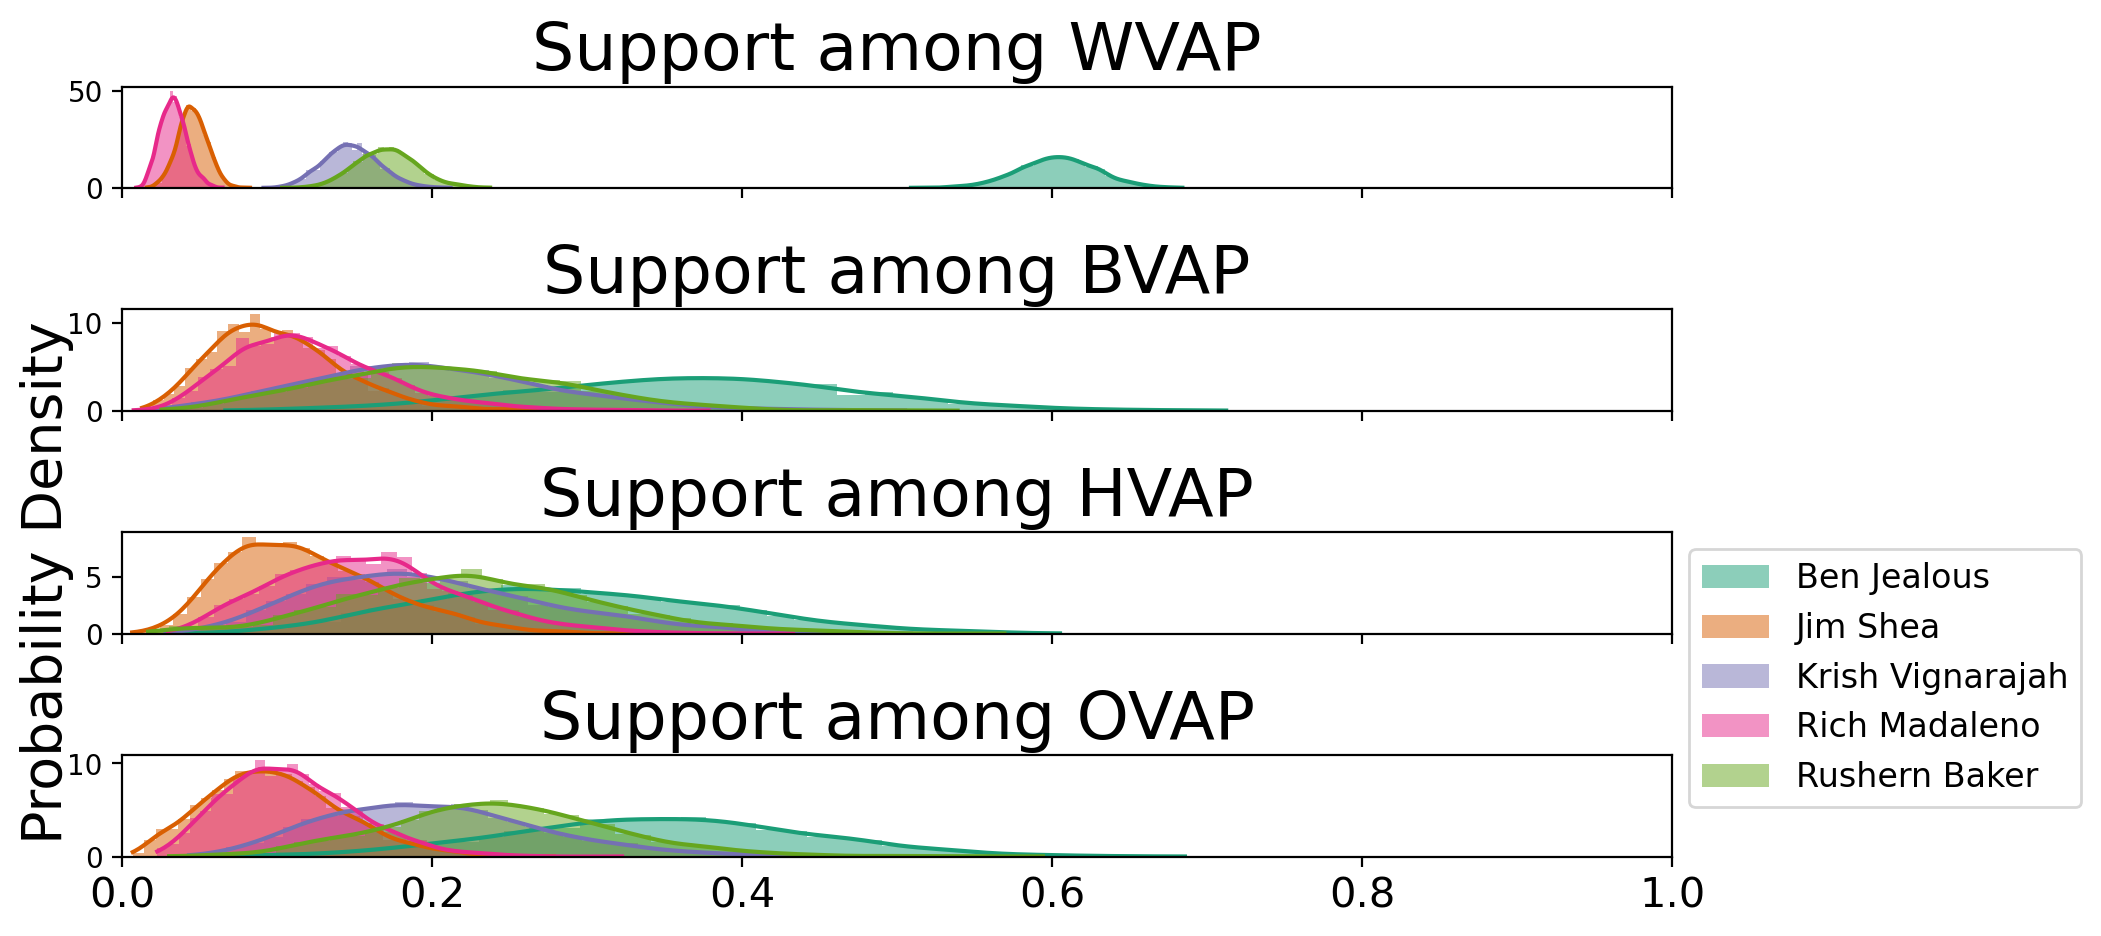 Support among WVAP
50
0
Support among BVAP
10
0
Support among HVAP
5
0
Support among OVAP
10
0
0.0 0.2 0.4 0.6 0.8 1.0
Probability Density
Ben Jealous
Jim Shea
Krish Vignarajah
Rich Madaleno
Rushern Baker